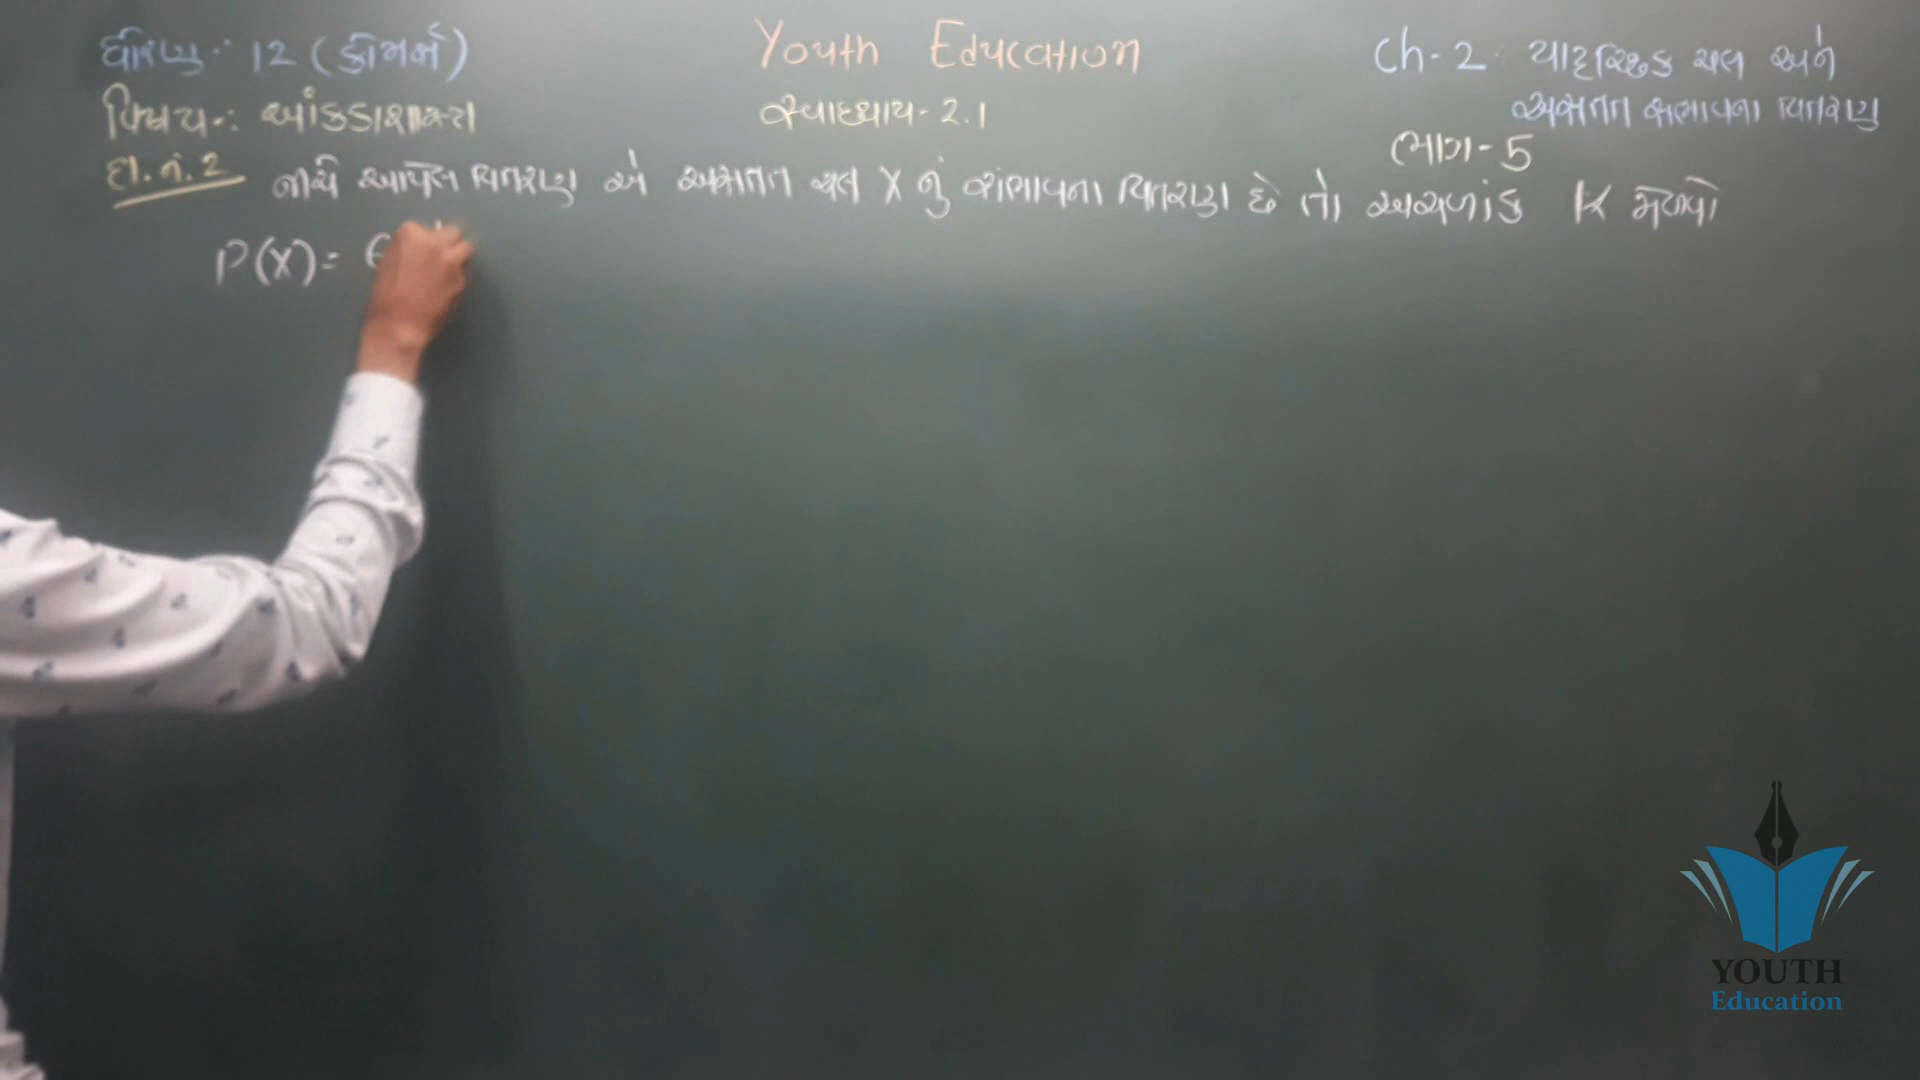 ધોરણ : 12 (કોમર્સ)
Youth Education
Ch-2. યાદૃચ્છિક ચલ અને
અસતત સંભાવના વિતરણ
વિષય : આંકડાશાસ્ત્ર
સ્વાધ્યાય-2.1
ભાગ-5
દા.નં.2 નીચે આપેલ વિતરણ એ અસતત ચલ X નું સંભાવના વિતરણ છે તો અચળાંક K મેળવો
P(X)=
YOUTH
Education